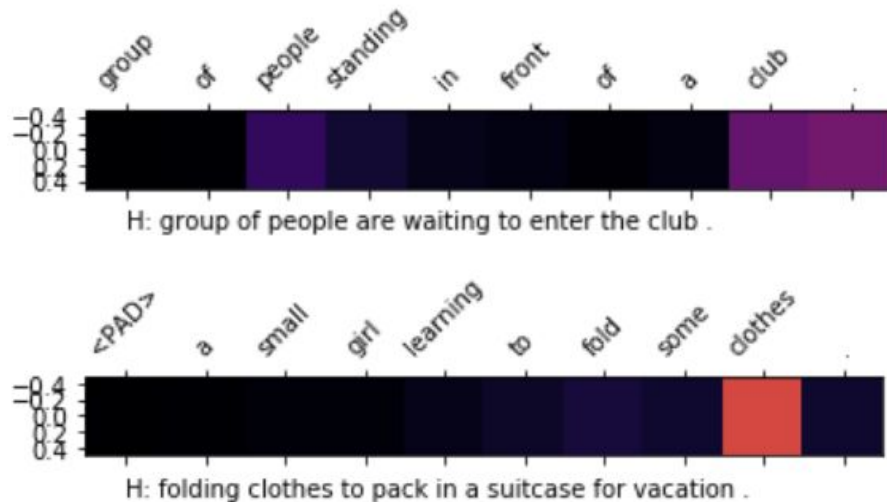 group of people standing in front of a club .
−0.4
−0.2
0.0
0.2
0.4
H: group of people are waiting to enter the club .
<PAD> a small girl learning to fold some clothes .
−0.4
−0.2
0.0
0.2
0.4
H: folding clothes to pack in a suitcase for vacation .